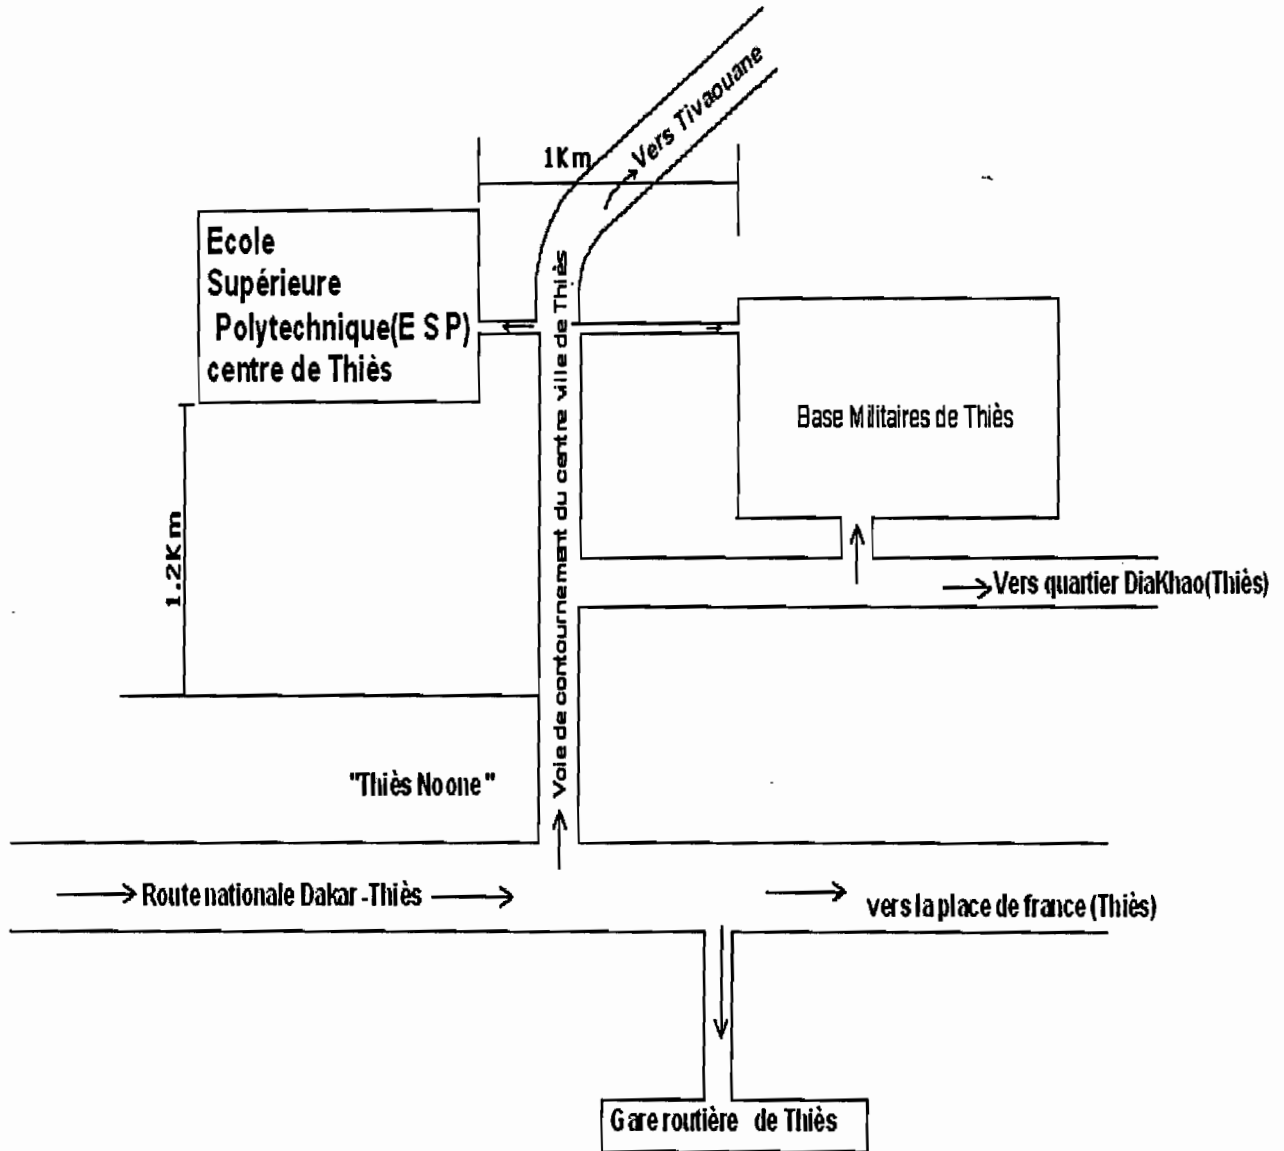 Vers Tivaouane
1Km
Ecole
Supérieure
Polytechnique(E S P)
centre de Thiès
Voie de contournement du centre ville de Thiès
Base Militaires de Thiès
1.2Km
Vers quartier DiaKhao(Thiès)
"Thiès Noone"
Route nationale Dakar -Thiès
vers la place de france (Thiès)
Gare routière de Thiès